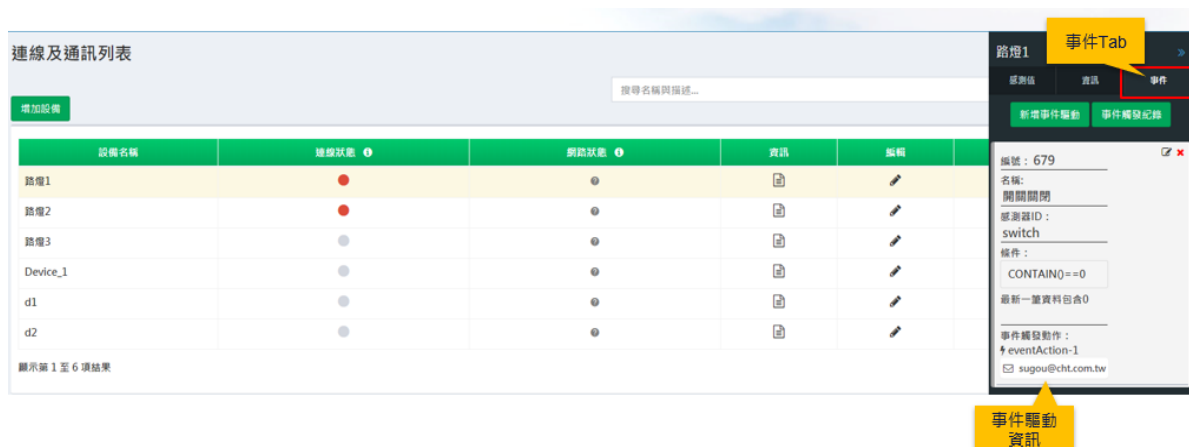 連線及通訊列表
搜尋名稱與描述...
增加設備
設備名稱 連線狀態 網路狀態 資訊 編輯
路燈1
路燈2
路燈3
Device_1
d1
d2
顯示第 1 至 6 項結果
路燈1
事件Tab
感測值 資訊 事件
新增事件驅動 事件觸發紀錄
編號：679
名稱:
開關關閉
感測器ID：
switch
條件：
CONTAIN()==0
最新一筆資料包含0
事件觸發動作：
eventAction-1
sugou@cht.com.tw
事件驅動
資訊